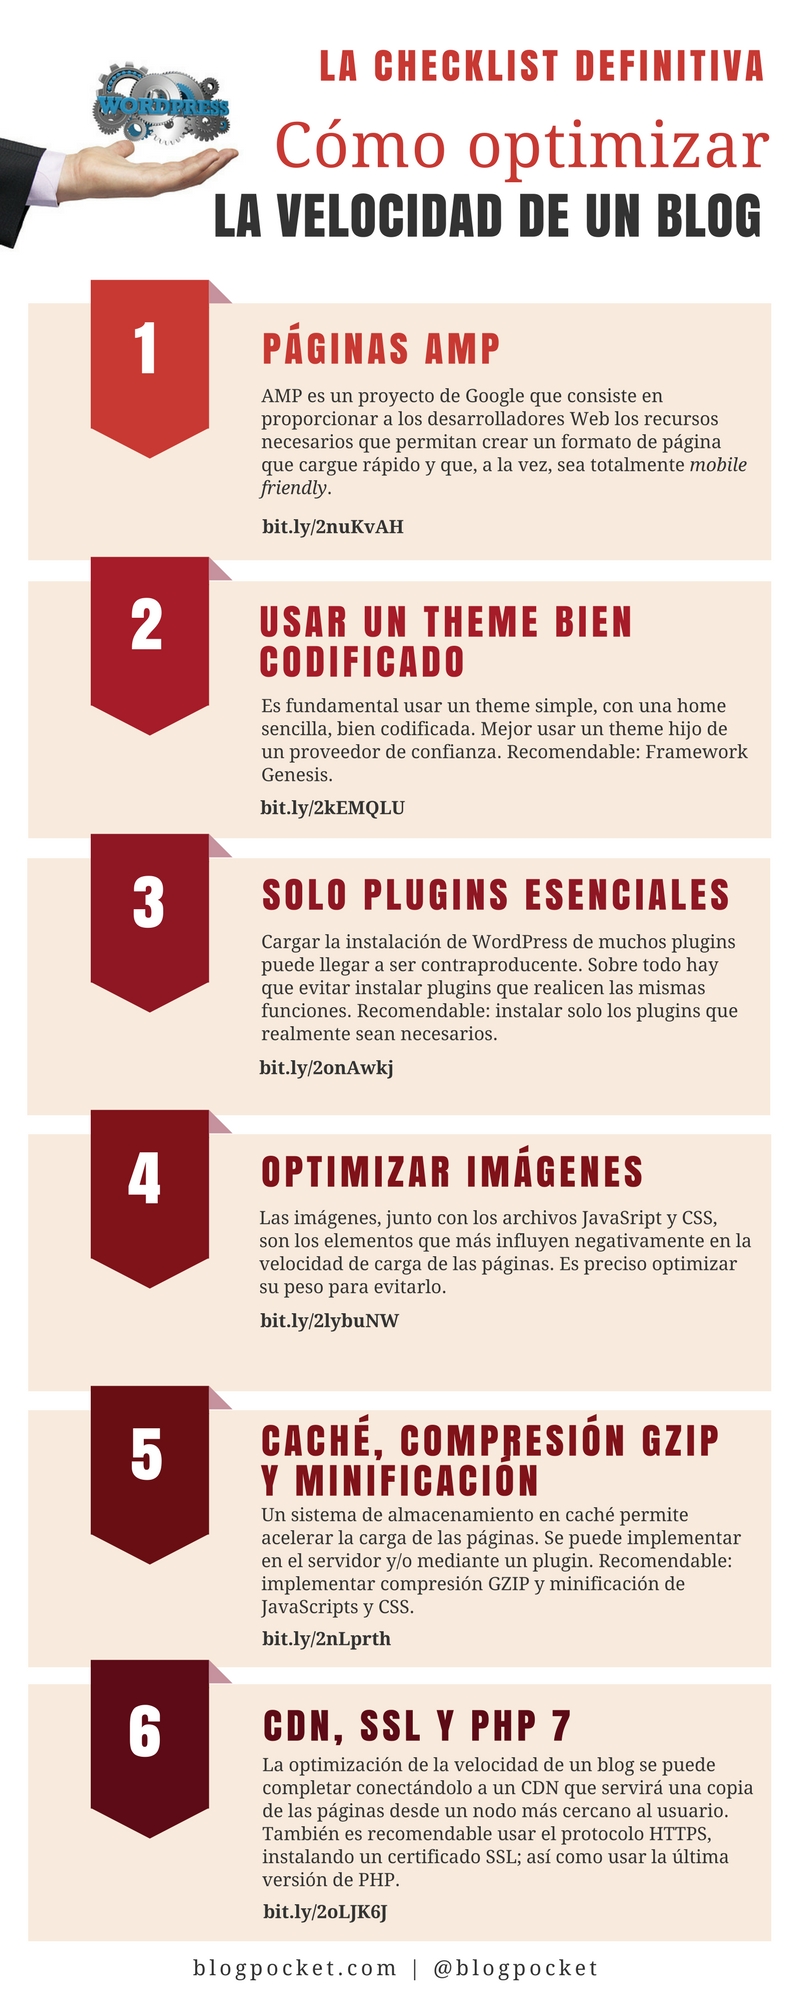 LA CHECKLIST DEFINITIVA
WORDPRESS
Cómo optimizar
LA VELOCIDAD DE UN BLOG
1
PÁGINAS AMP
AMP es un proyecto de Google que consiste en
proporcionar a los desarrolladores Web los recursos
necesarios que permitan crear un formato de página
que cargue rápido y que, a la vez, sea totalmente mobile
friendly.
bit.ly/2nuKvAH
2
USAR UN THEME BIEN
CODIFICADO
Es fundamental usar un theme simple, con una home
sencilla, bien codificada. Mejor usar un theme hijo de
un proveedor de confianza. Recomendable: Framework
Genesis.
bit.ly/2kEMQLU
3
SOLO PLUGINS ESENCIALES
Cargar la instalación de WordPress de muchos plugins
puede llegar a ser contraproducente. Sobre todo hay
que evitar instalar plugins que realicen las mismas
funciones. Recomendable: instalar solo los plugins que
realmente sean necesarios.
bit.ly/2onAwkj
4
OPTIMIZAR IMÁGENES
Las imágenes, junto con los archivos JavaSript y CSS,
son los elementos que más influyen negativamente en la
velocidad de carga de las páginas. Es preciso optimizar
su peso para evitarlo.
bit.ly/2lybuNW
5
CACHÉ, COMPRESIÓN GZIP
Y MINIFICACIÓN
Un sistema de almacenamiento en caché permite
acelerar la carga de las páginas. Se puede implementar
en el servidor y/o mediante un plugin. Recomendable:
implementar compresión GZIP y minificación de
JavaScripts y CSS.
bit.ly/2nLprth
6
CDN, SSL Y PHP 7
La optimización de la velocidad de un blog se puede
completar conectándolo a un CDN que servirá una copia
de las páginas desde un nodo más cercano al usuario.
También es recomendable usar el protocolo HTTPS,
instalando un certificado SSL; así como usar la última
versión de PHP.
bit.ly/2oLJK6J
blogpocket.com | @blogpocket